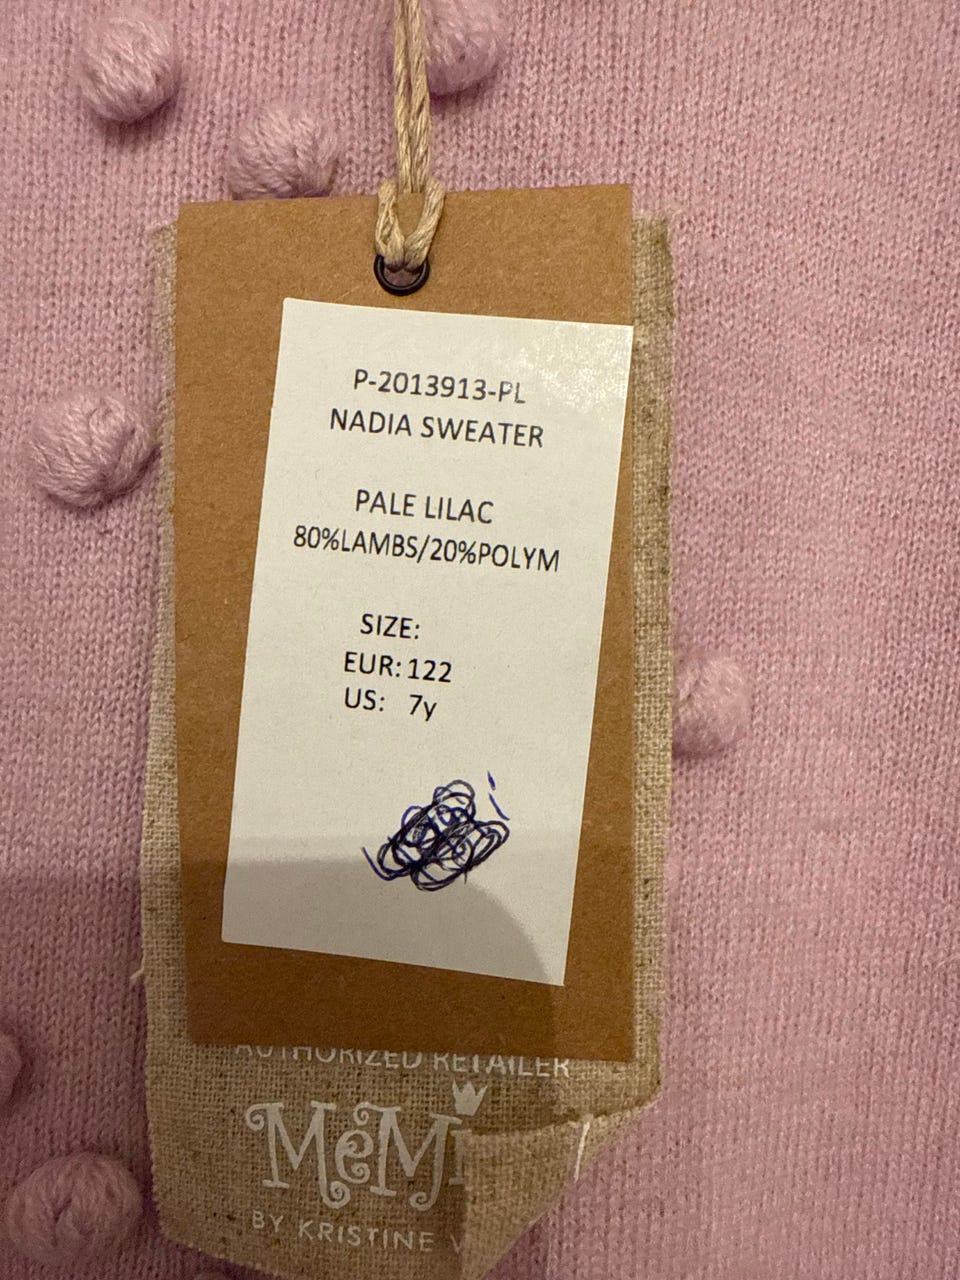 P-2013913-PL
NADIA SWEATER
PALE LILAC
80%LAMBS/20%POLYM
SIZE:
EUR: 122
US: 7y
AUTHORIZED RETAILER
BY KRISTINE